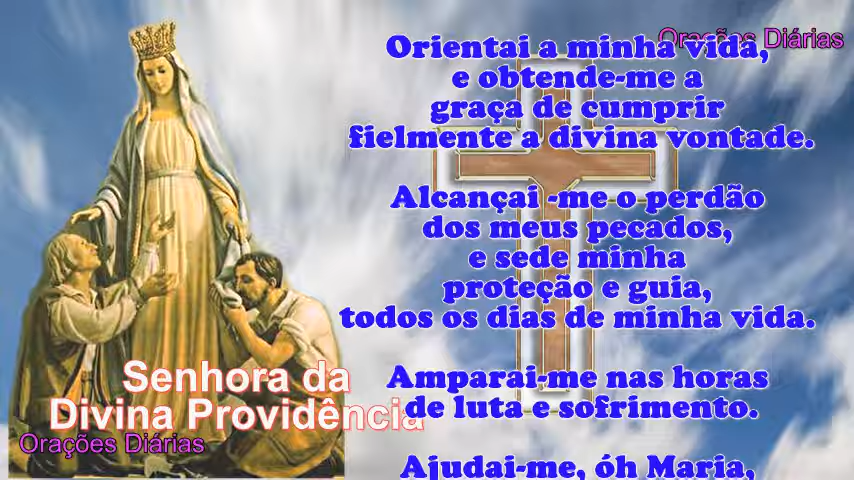 Orações Diárias
Orientai a minha vida,
e obtende-me a
graça de cumprir
fielmente a divina vontade.
Alcançai -me o perdão
dos meus pecados,
e sede minha
proteção e guia,
todos os dias de minha vida.
Amparai-me nas horas
de luta e sofrimento.
Ajudai-me, óh Maria,
Senhora da
Divina Providência
Orações Diárias